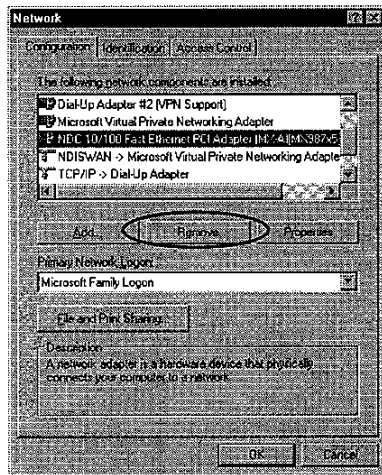 Network
Configuration Identification Access Control
The following network components are installed:
Dial-Up Adapter #2 (VPN Support)
Microsoft Virtual Private Networking Adapter
NDC 10/100 Fast Ethernet PCI Adapter
NDISWAN -> Microsoft Virtual Private Networking Adapte
TCP/IP -> Dial-Up Adapter
Add... Remove Properties
Primary Network Logon:
Microsoft Family Logon
File and Print Sharing...
Description
A network adapter is a hardware device that physically
connects your computer to a network.
OK Cancel